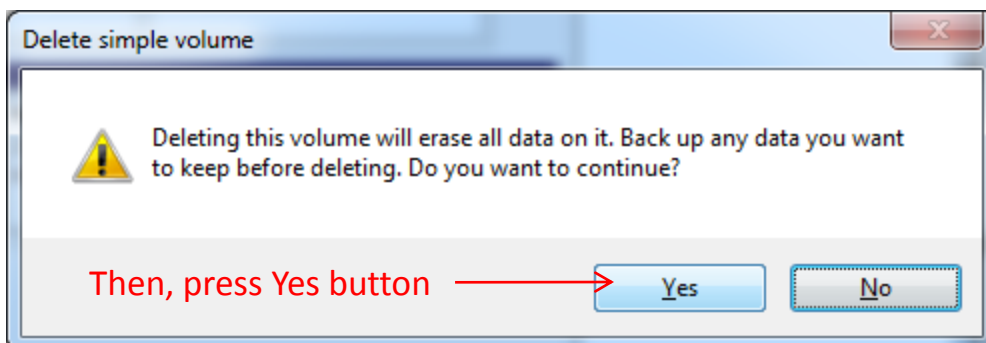 Delete simple volume
Deleting this volume will erase all data on it. Back up any data you want
to keep before deleting. Do you want to continue?
Then, press Yes button
Yes
No